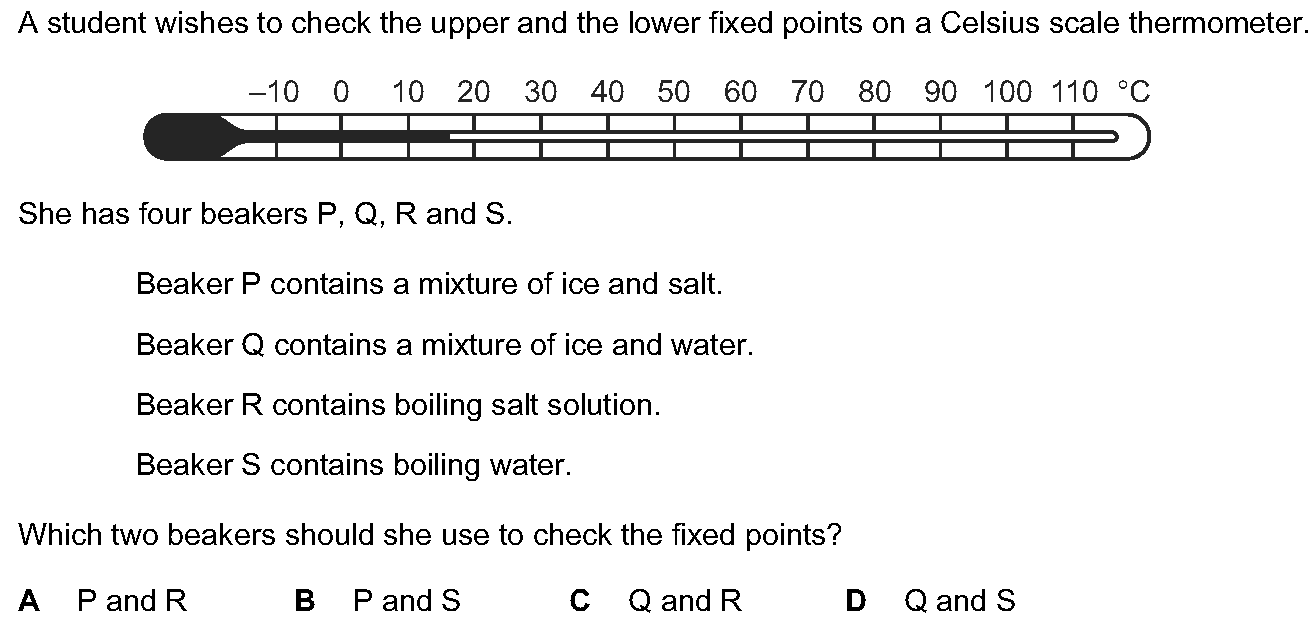 A student wishes to check the upper and the lower fixed points on a Celsius scale thermometer.
–10 0 10 20 30 40 50 60 70 80 90 100 110 °C
She has four beakers P, Q, R and S.
Beaker P contains a mixture of ice and salt.
Beaker Q contains a mixture of ice and water.
Beaker R contains boiling salt solution.
Beaker S contains boiling water.
Which two beakers should she use to check the fixed points?
A P and R B P and S C Q and R D Q and S